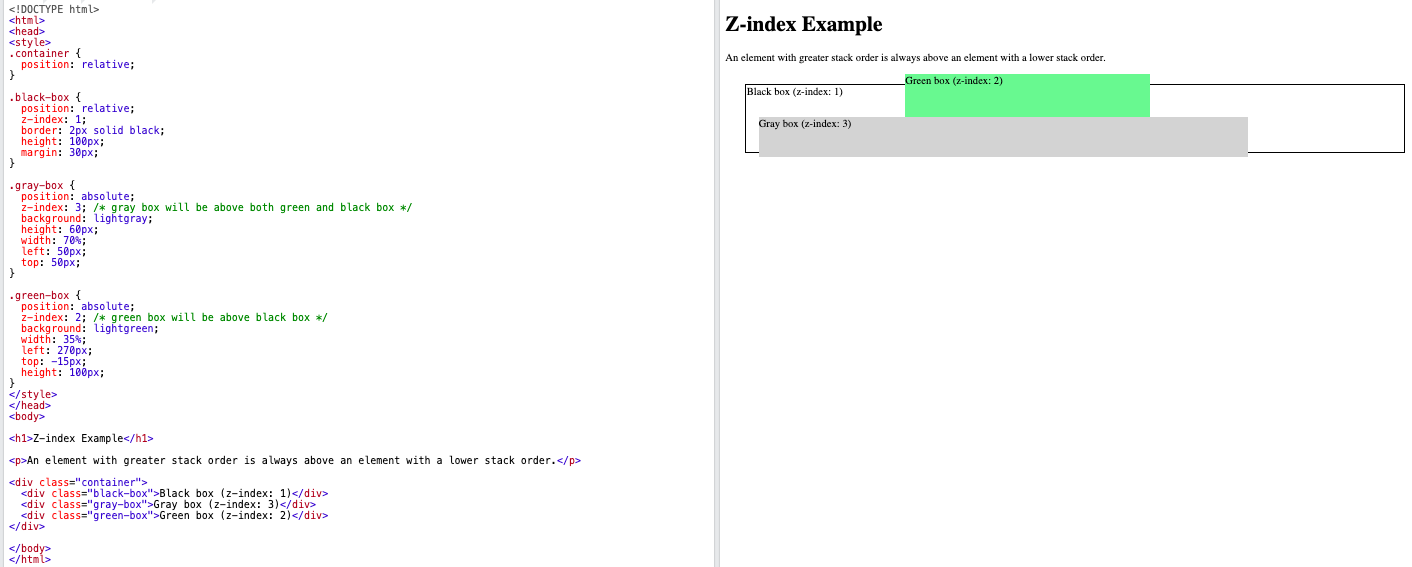 <!DOCTYPE html>
<html>
<head>
<style>
.container {
  position: relative;
}

.black-box {
  position: relative;
  z-index: 1;
  border: 2px solid black;
  height: 100px;
  margin: 30px;
}

.gray-box {
  position: absolute;
  z-index: 3; /* gray box will be above both green and black box */
  background: lightgray;
  height: 60px;
  width: 70%;
  left: 50px;
  top: 50px;
}

.green-box {
  position: absolute;
  z-index: 2; /* green box will be above black box */
  background: lightgreen;
  width: 35%;
  left: 270px;
  top: -15px;
  height: 100px;
}
</style>
</head>
<body>

<h1>Z-index Example</h1>

<p>An element with greater stack order is always above an element with a lower stack order.</p>

<div class="container">
  <div class="black-box">Black box (z-index: 1)</div>
  <div class="gray-box">Gray box (z-index: 3)</div>
  <div class="green-box">Green box (z-index: 2)</div>
</div>

</body>
</html>
Z-index Example
An element with greater stack order is always above an element with a lower stack order.
Green box (z-index: 2)
Black box (z-index: 1)
Gray box (z-index: 3)